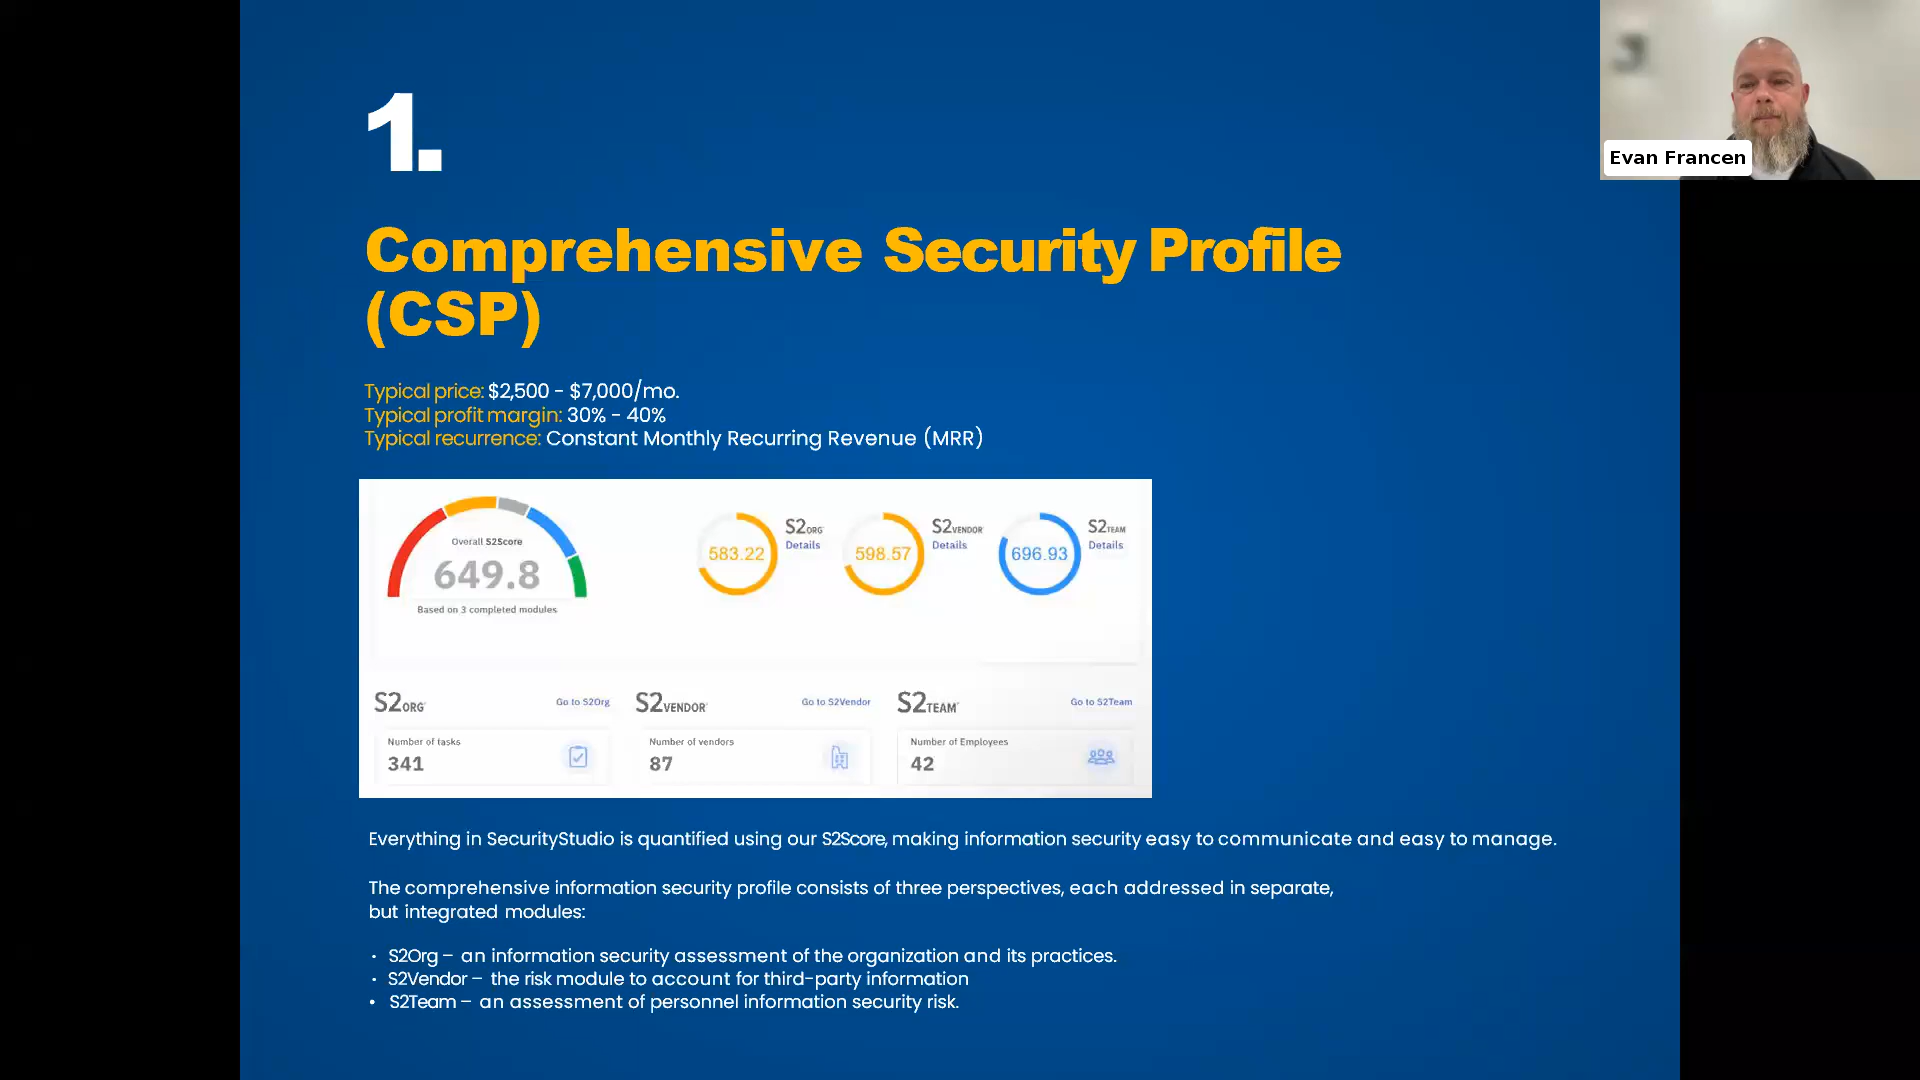 1.
Evan Francen
Comprehensive Security Profile
(CSP)
Typical price: $2,500 - $7,000/mo.
Typical profit margin: 30% - 40%
Typical recurrence: Constant Monthly Recurring Revenue (MRR)
Overall S2Score
649.8
Based on 3 completed modules
583.22
S2ORG
Details
598.57
S2VENDOR
Details
696.93
S2TEAM
Details
S2ORG
Go to S2Org
S2VENDOR
Go to S2Vendor
S2TEAM
Go to S2Team
Number of tasks
341
Number of vendors
87
Number of Employees
42
Everything in SecurityStudio is quantified using our S2Score, making information security easy to communicate and easy to manage.
The comprehensive information security profile consists of three perspectives, each addressed in separate,
but integrated modules:
• S2Org – an information security assessment of the organization and its practices.
• S2Vendor – the risk module to account for third-party information
• S2Team – an assessment of personnel information security risk.